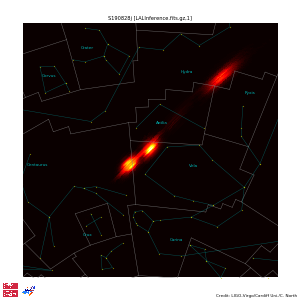 S190828j [LALInference.fits.gz,1]
Crater
Hydra
Corvus
Pyxis
Antlia
Centaurus
Vela
Crux
Carina
Credit: LIGO-Virgo/Cardiff Uni./C. North